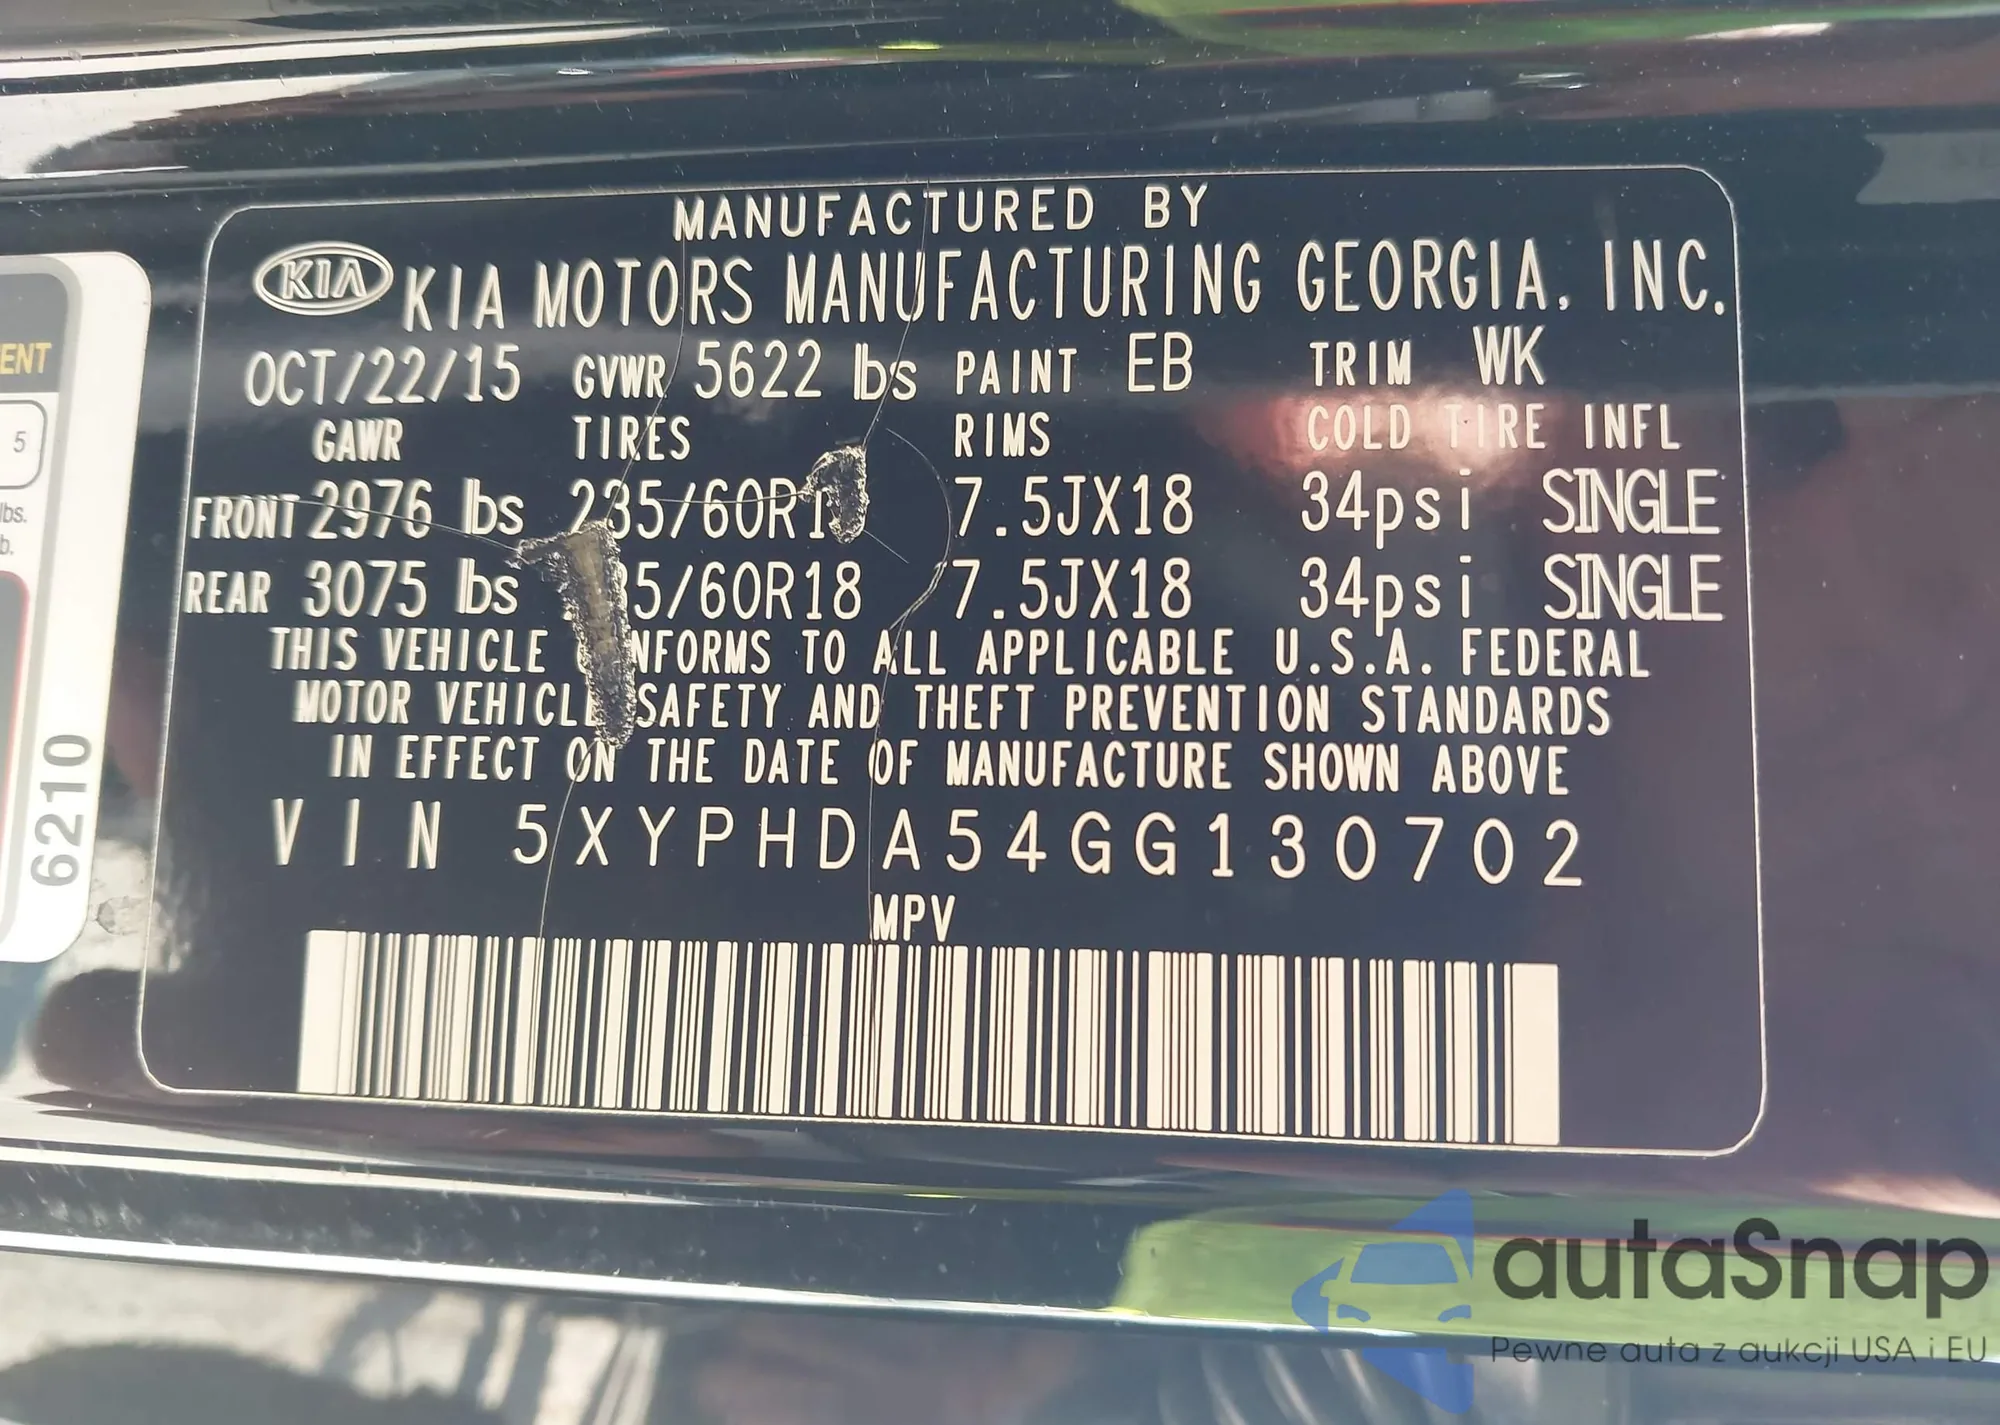 MANUFACTURED BY
KIA KIA MOTORS MANUFACTURING GEORGIA, INC.
OCT/22/15 GVWR 5622 lbs PAINT EB TRIM WK
GAWR TIRES RIMS COLD TIRE INFL
FRONT 2976 lbs 7.5JX18 34psi SINGLE
REAR 3075 lbs 7.5JX18 34psi SINGLE
THIS VEHICLE TO ALL APPLICABLE U.S.A. FEDERAL
MOTOR VEHICLE SAFETY AND THEFT PREVENTION STANDARDS
IN EFFECT ON THE DATE OF MANUFACTURE SHOWN ABOVE
VIN 5XYPHDA54GG130702
MPV
5
lbs.
6210
autaSnap
Pewne auta z aukcji USA i EU